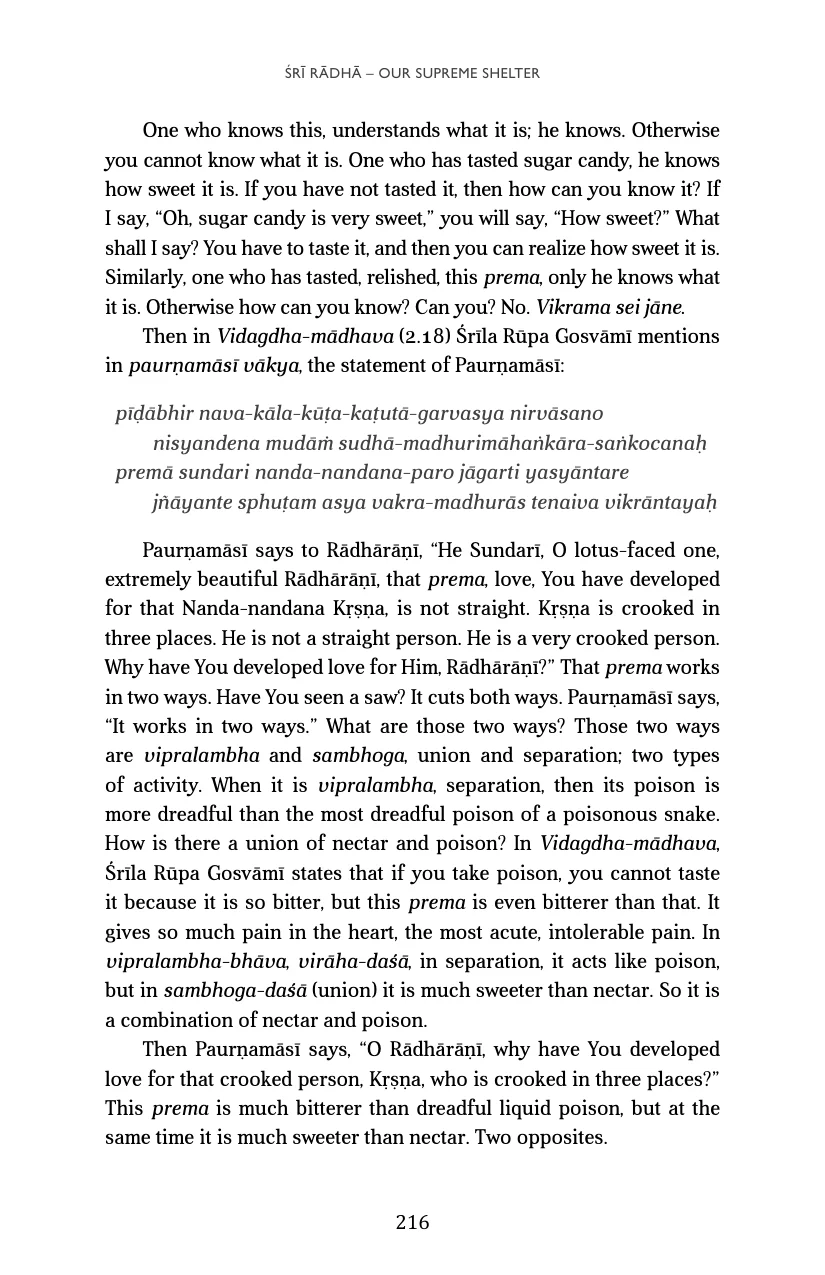 ŚRĪ RĀDHĀ – OUR SUPREME SHELTER
One who knows this, understands what it is; he knows. Otherwise
you cannot know what it is. One who has tasted sugar candy, he knows
how sweet it is. If you have not tasted it, then how can you know it? If
I say, “Oh, sugar candy is very sweet,” you will say, “How sweet?” What
shall I say? You have to taste it, and then you can realize how sweet it is.
Similarly, one who has tasted, relished, this prema, only he knows what
it is. Otherwise how can you know? Can you? No. Vikrama sei jāne.
Then in Vidagdha-mādhava (2.18) Śrīla Rūpa Gosvāmī mentions
in paurṇamāsī vākya, the statement of Paurṇamāsī:
pīḍābhir nava-kāla-kūṭa-kaṭutā-garvasya nirvāsano
nisyandena mudāṁ sudhā-madhurimāhaṅkāra-saṅkocanaḥ
premā sundari nanda-nandana-paro jāgarti yasyāntare
jñāyante sphuṭam asya vakra-madhurās tenaiva vikrāntayaḥ
Paurṇamāsī says to Rādhārāṇī, “He Sundarī, O lotus-faced one,
extremely beautiful Rādhārāṇī, that prema, love, You have developed
for that Nanda-nandana Kṛṣṇa, is not straight. Kṛṣṇa is crooked in
three places. He is not a straight person. He is a very crooked person.
Why have You developed love for Him, Rādhārāṇī?” That prema works
in two ways. Have You seen a saw? It cuts both ways. Paurṇamāsī says,
“It works in two ways.” What are those two ways? Those two ways
are vipralambha and sambhoga, union and separation; two types
of activity. When it is vipralambha, separation, then its poison is
more dreadful than the most dreadful poison of a poisonous snake.
How is there a union of nectar and poison? In Vidagdha-mādhava,
Śrīla Rūpa Gosvāmī states that if you take poison, you cannot taste
it because it is so bitter, but this prema is even bitterer than that. It
gives so much pain in the heart, the most acute, intolerable pain. In
vipralambha-bhāva, virāha-daśā, in separation, it acts like poison,
but in sambhoga-daśā (union) it is much sweeter than nectar. So it is
a combination of nectar and poison.
Then Paurṇamāsī says, “O Rādhārāṇī, why have You developed
love for that crooked person, Kṛṣṇa, who is crooked in three places?”
This prema is much bitterer than dreadful liquid poison, but at the
same time it is much sweeter than nectar. Two opposites.
216